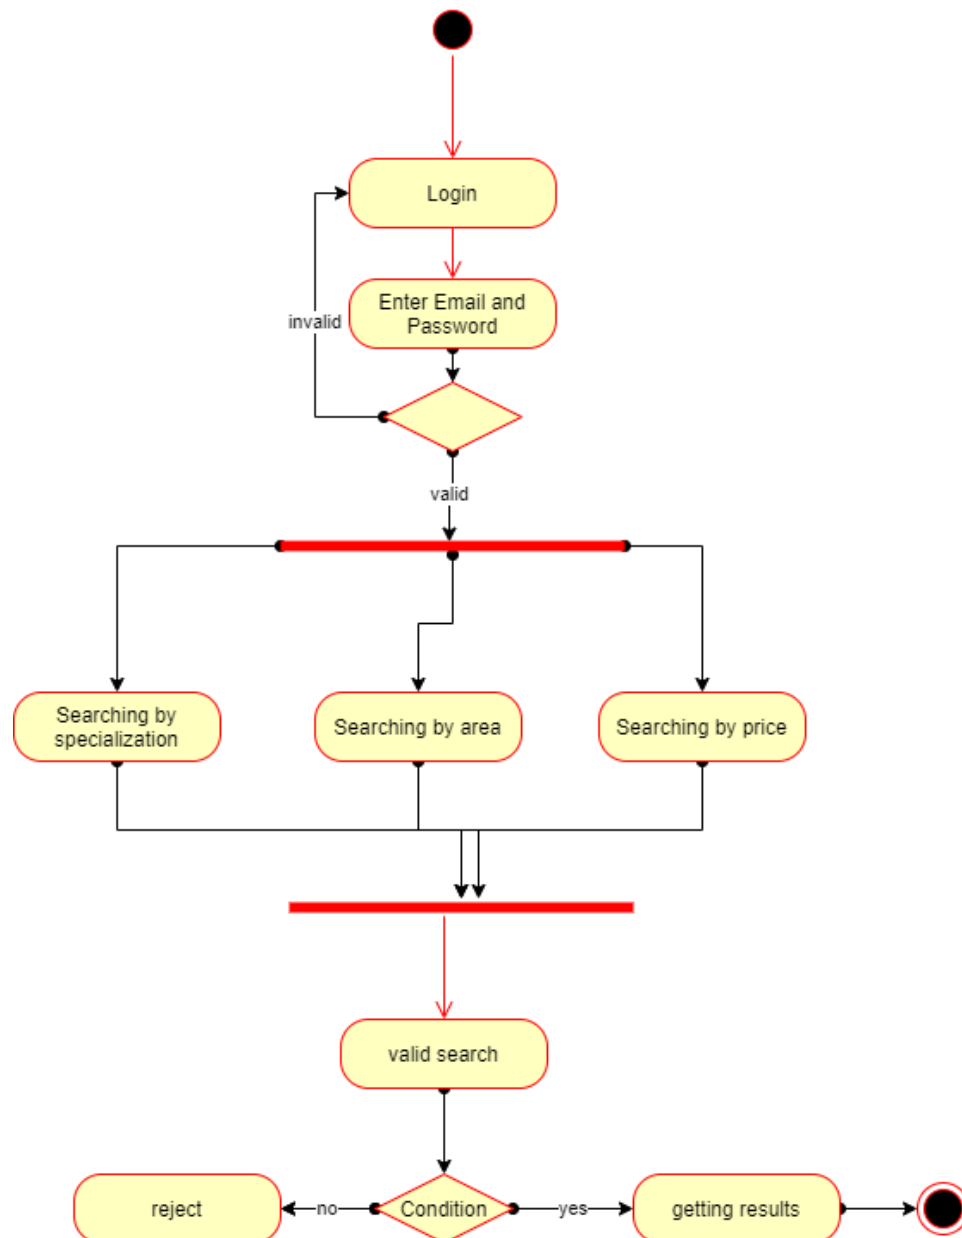 Login
Enter Email and
Password
invalid
valid
Searching by
specialization
Searching by area
Searching by price
valid search
reject
no
Condition
yes
getting results